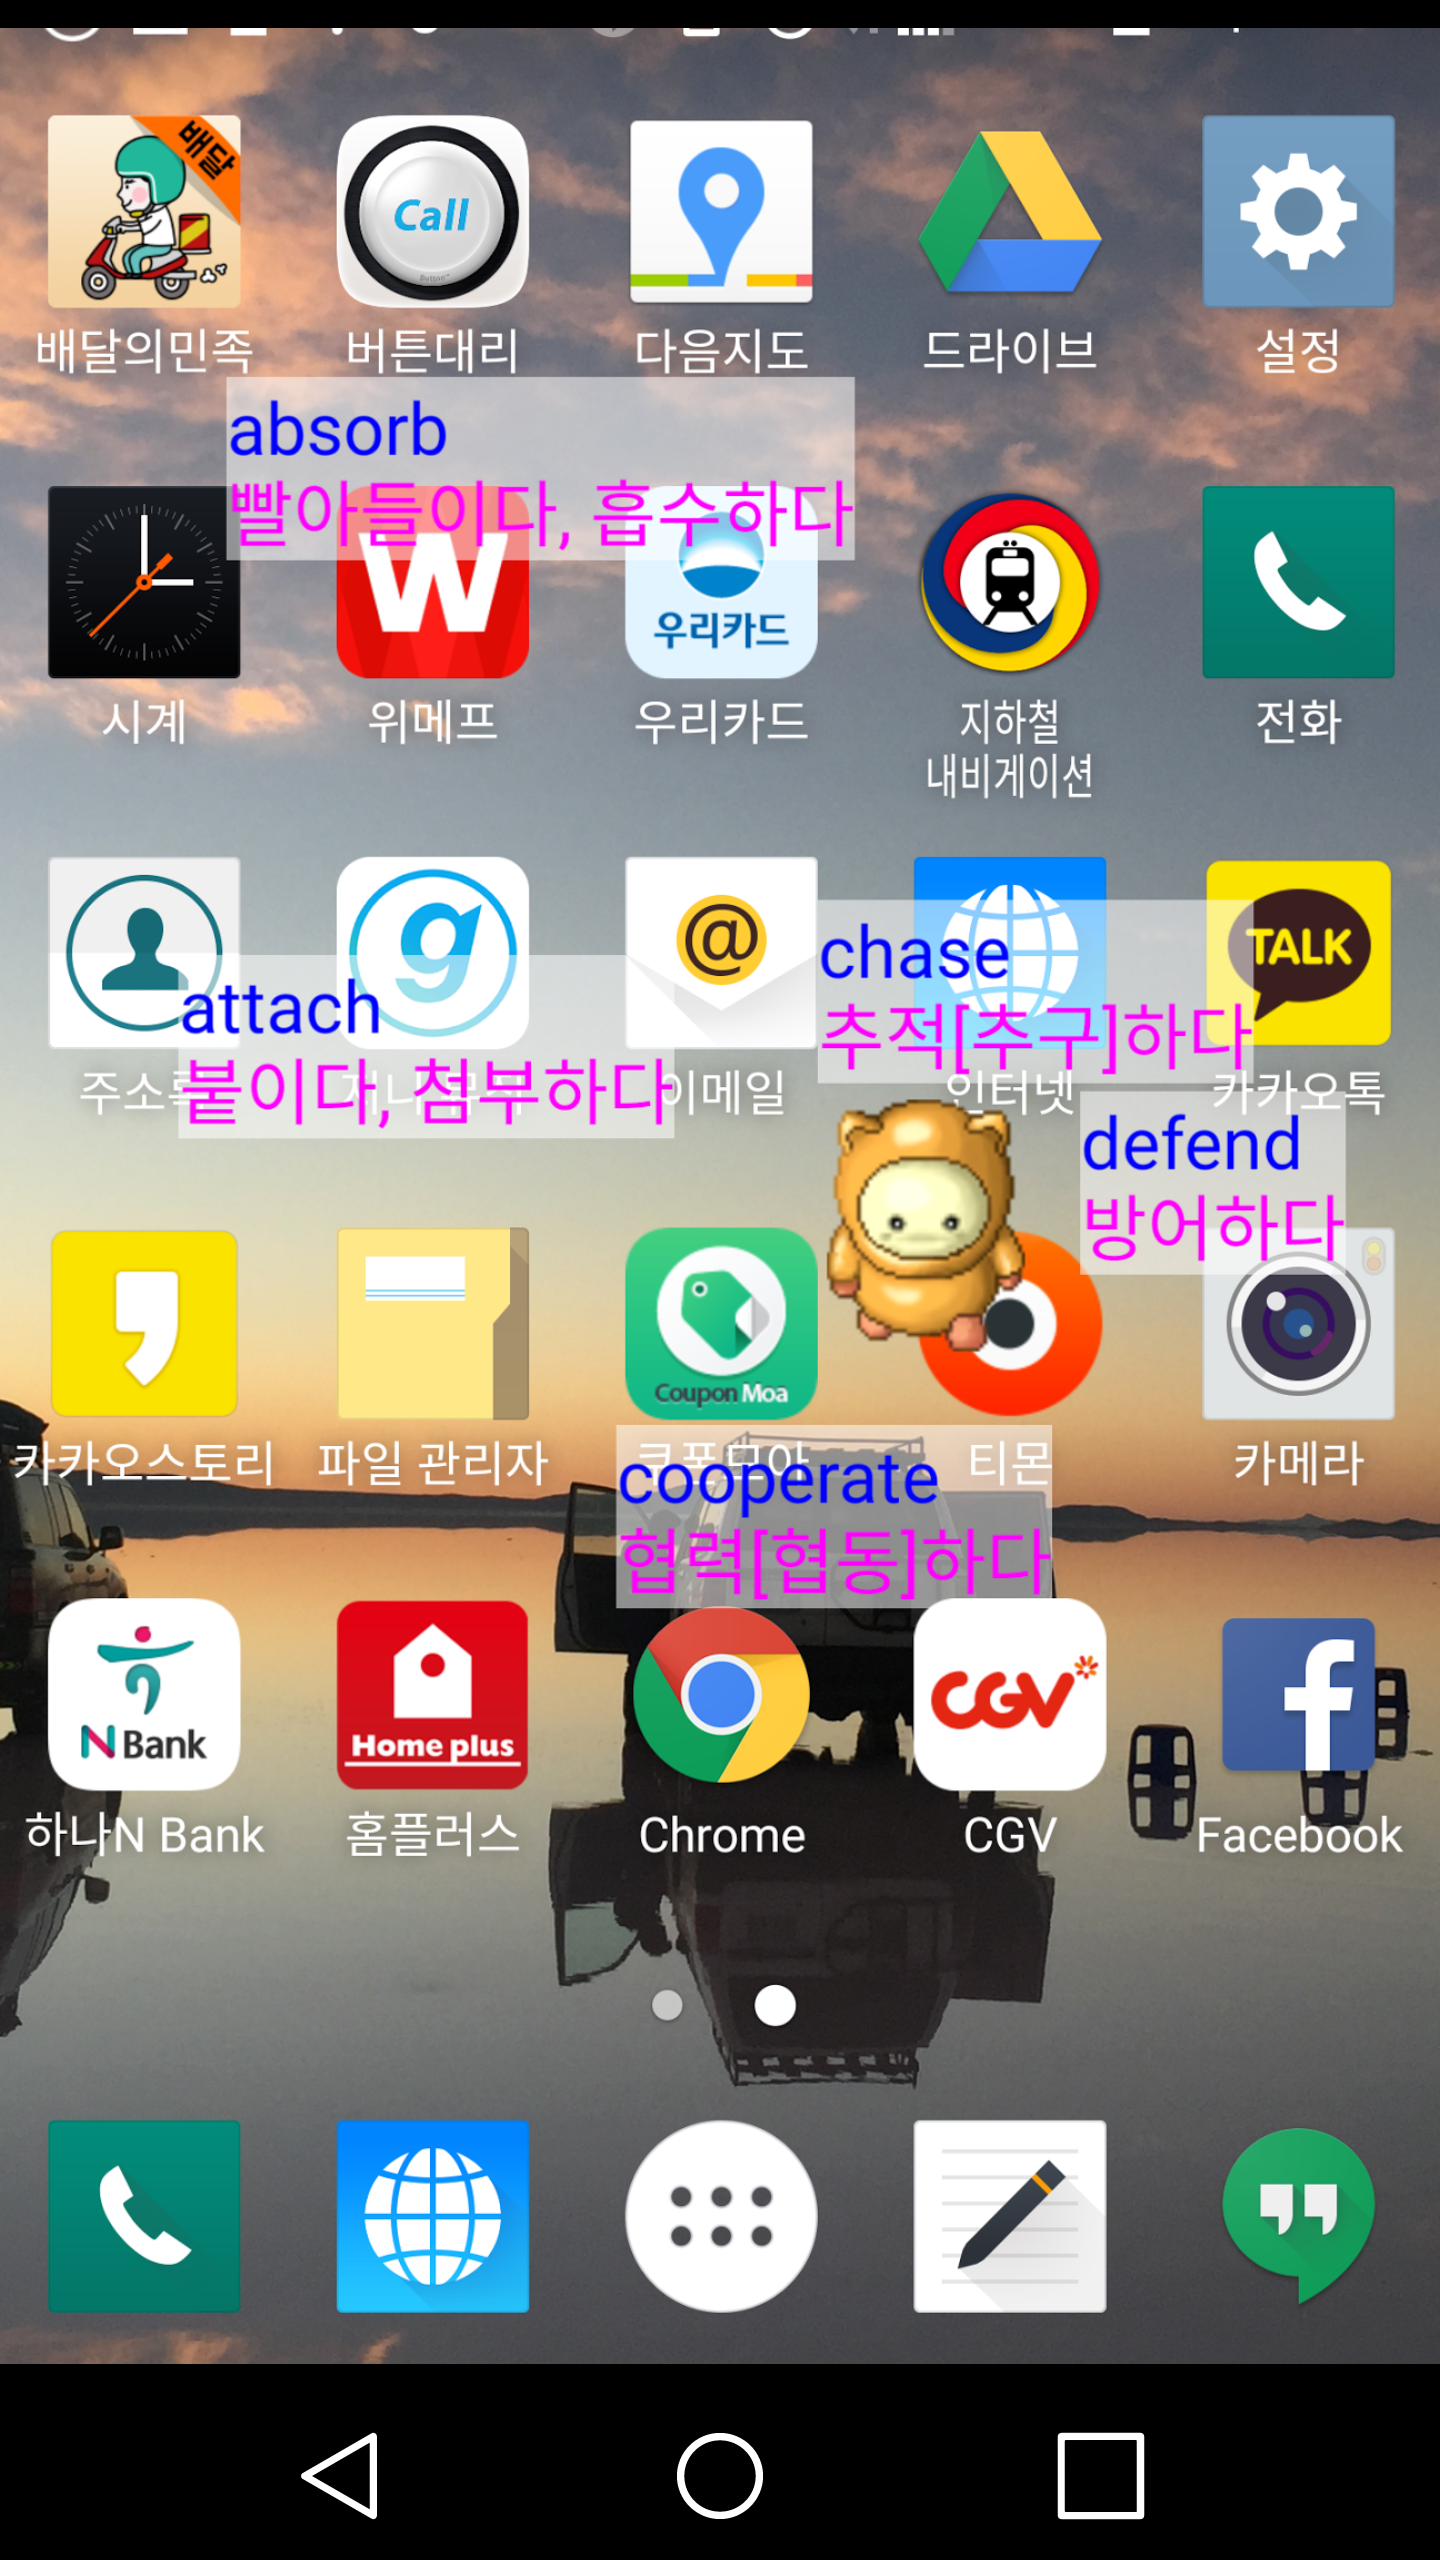 배달
Call
Button™
배달의민족
버튼대리
다음지도
드라이브
설정
absorb
빨아들이다, 흡수하다
W
우리카드
시계
위메프
우리카드
지하철
내비게이션
전화
g
@
TALK
chase
추적[추구]하다
attach
붙이다, 첨부하다
주소록
이메일
인터넷
카카오톡
defend
방어하다
Coupon Moa
카카오스토리
파일 관리자
쿠폰모아
티몬
카메라
cooperate
협력[협동]하다
N Bank
Home plus
CGV
f
하나N Bank
홈플러스
Chrome
CGV
Facebook